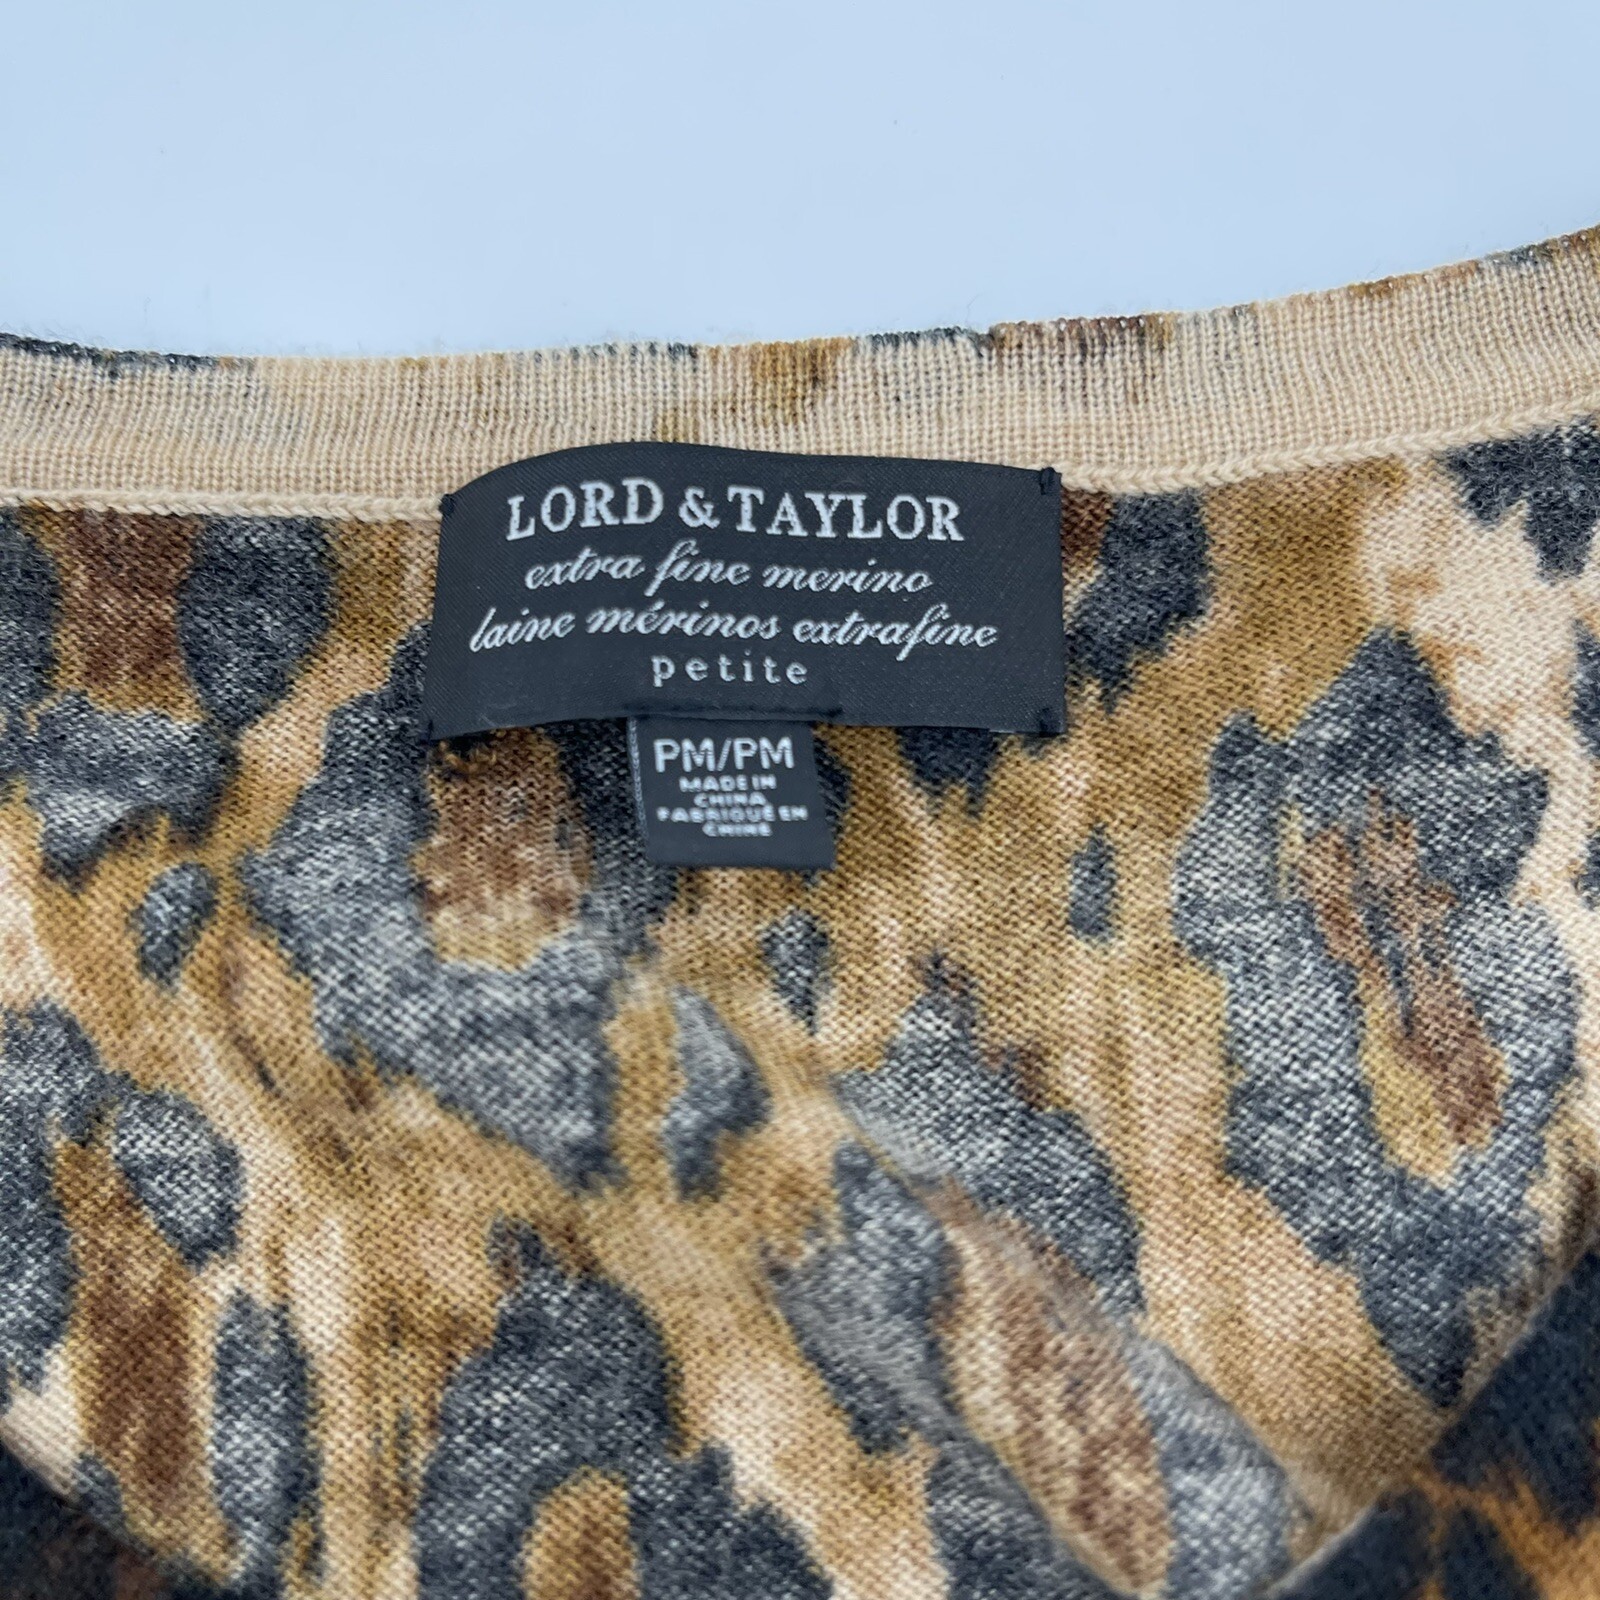 LORD & TAYLOR
extra fine merino
laine mérinos extrafine
petite
PM/PM
MADE IN
CHINA
FABRIQUÉ EN
CHINE